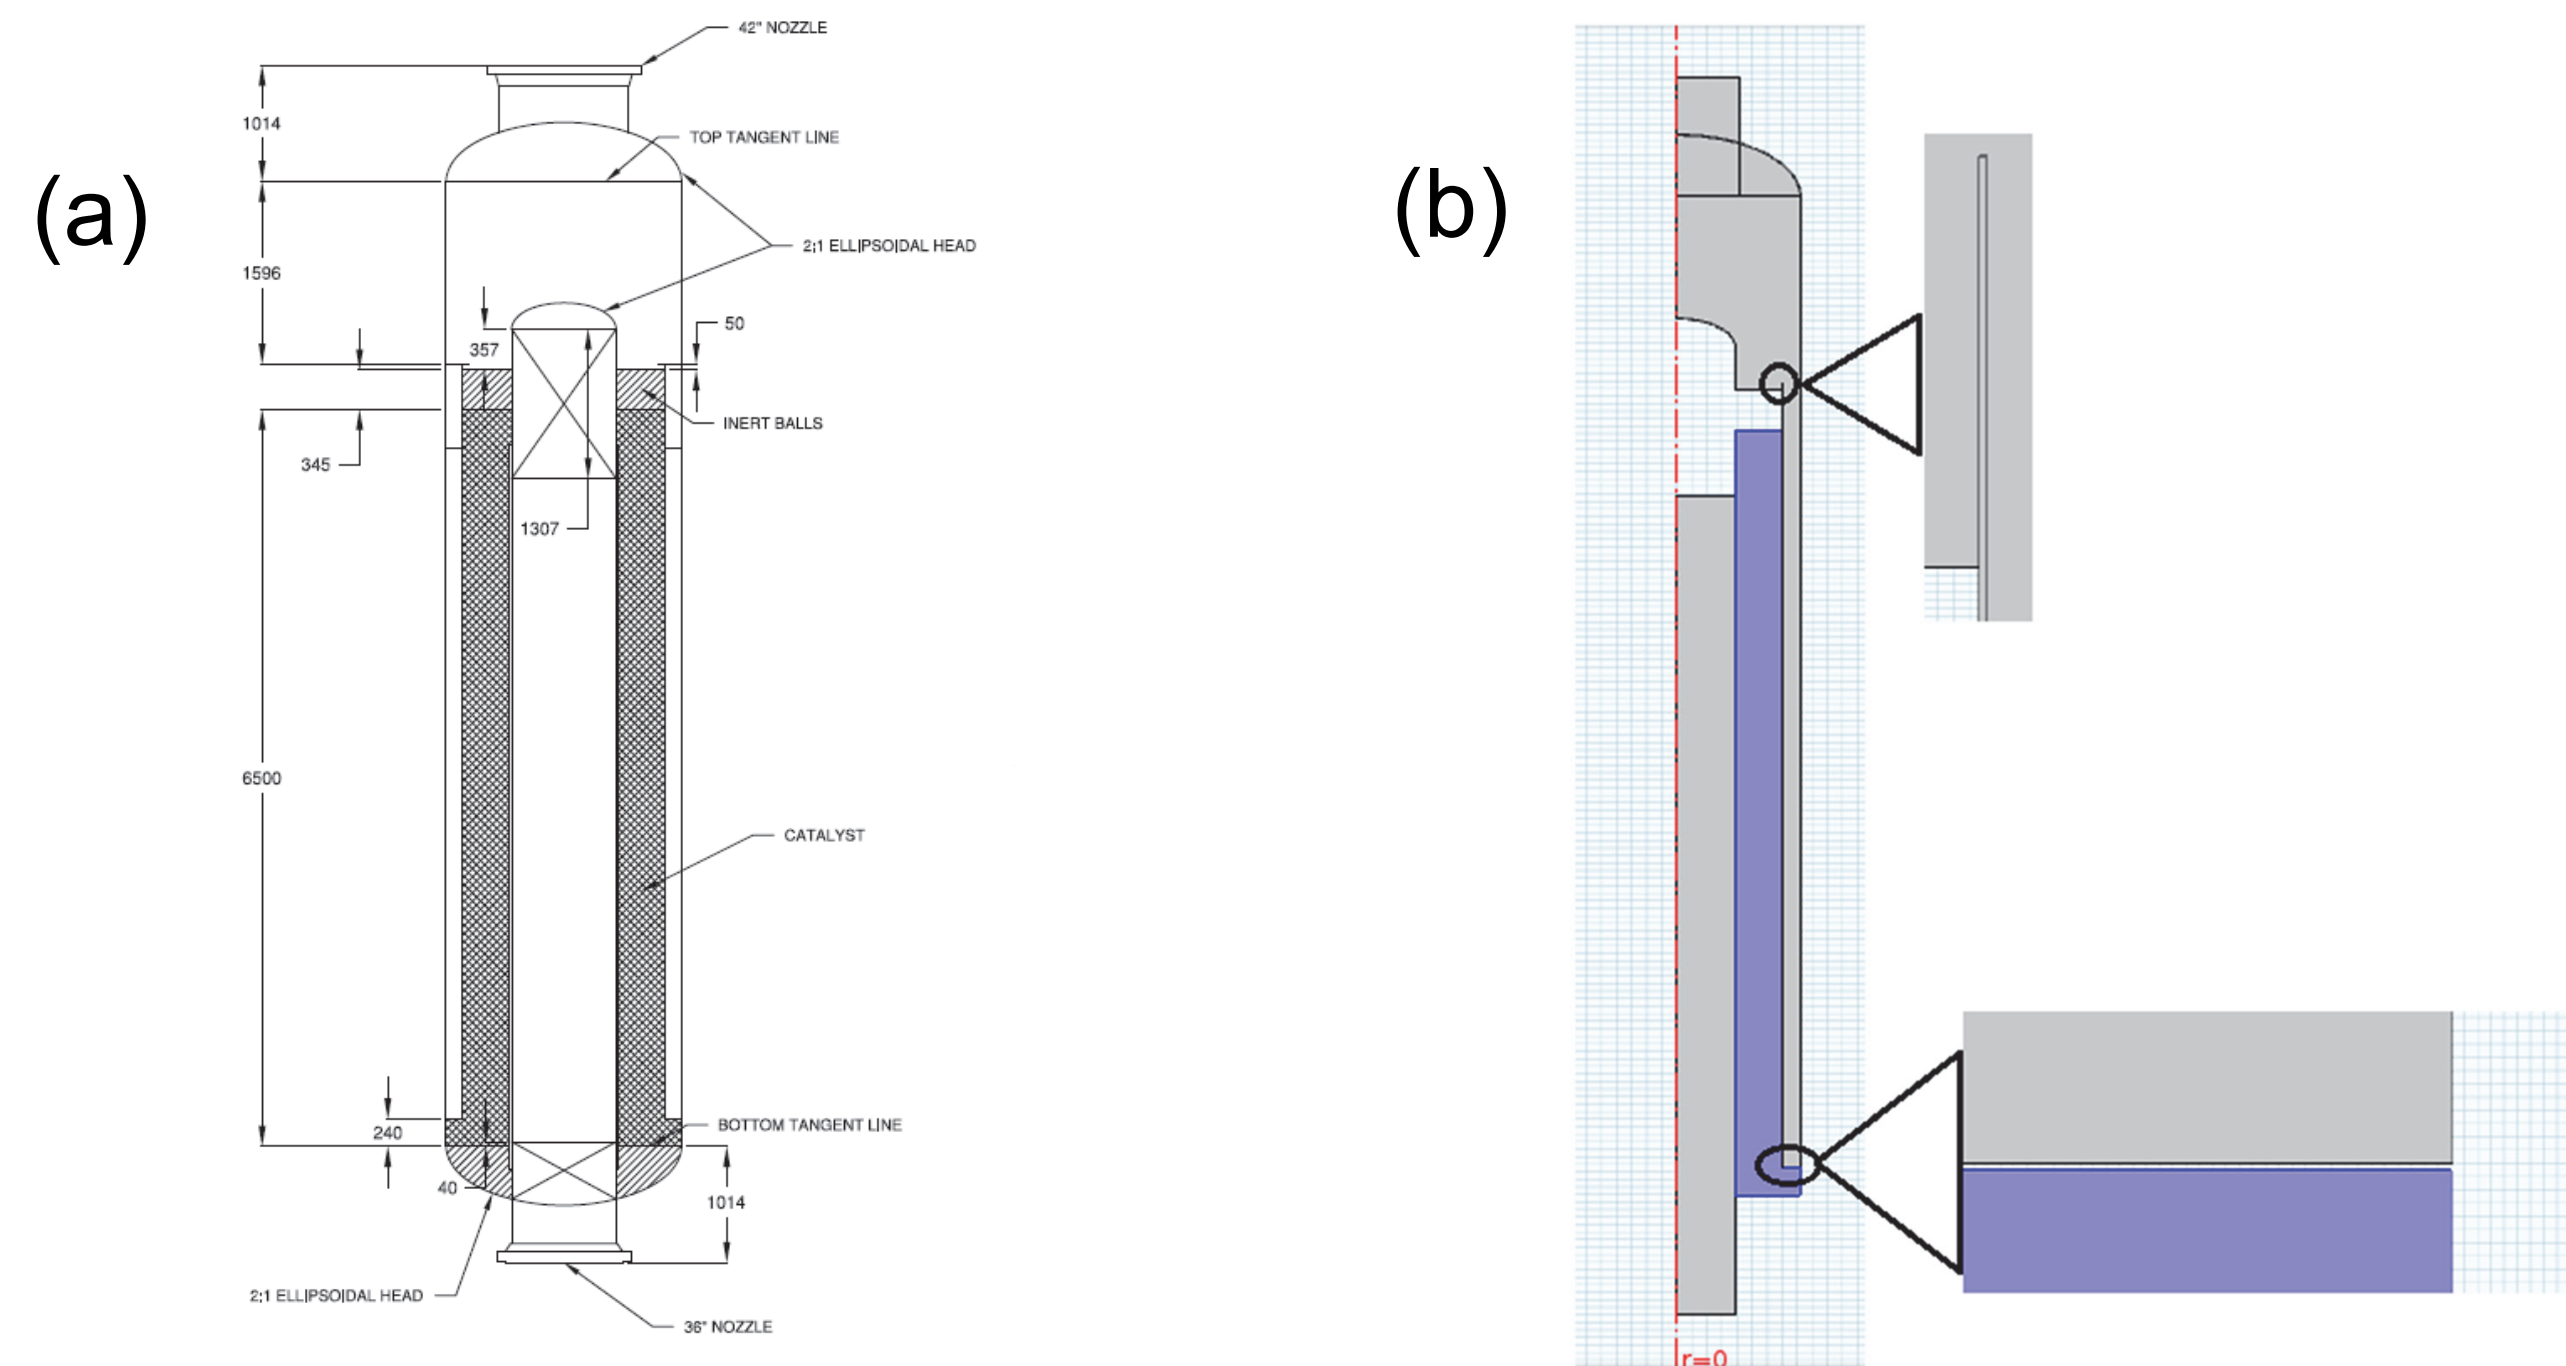 42" NOZZLE
1014
TOP TANGENT LINE
(a)
(b)
2;1 ELLIPSOIDAL HEAD
1596
50
357
INERT BALLS
345
1307
6500
CATALYST
240
BOTTOM TANGENT LINE
40
1014
2;1 ELLIPSOIDAL HEAD
36" NOZZLE
r=0